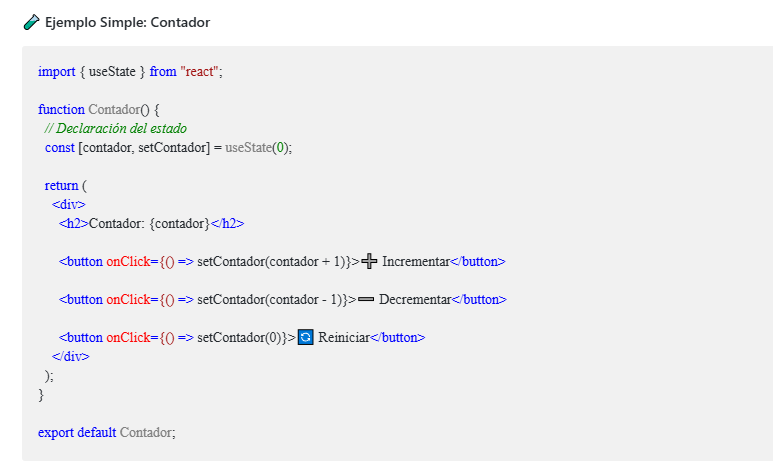 🧪 Ejemplo Simple: Contador
import { useState } from "react";
function Contador() {
// Declaración del estado
const [contador, setContador] = useState(0);
return (
<div>
<h2>Contador: {contador}</h2>
<button onClick={() => setContador(contador + 1)}>➕ Incrementar</button>
<button onClick={() => setContador(contador - 1)}>➖ Decrementar</button>
<button onClick={() => setContador(0)}>🔄 Reiniciar</button>
</div>
);
}
export default Contador;